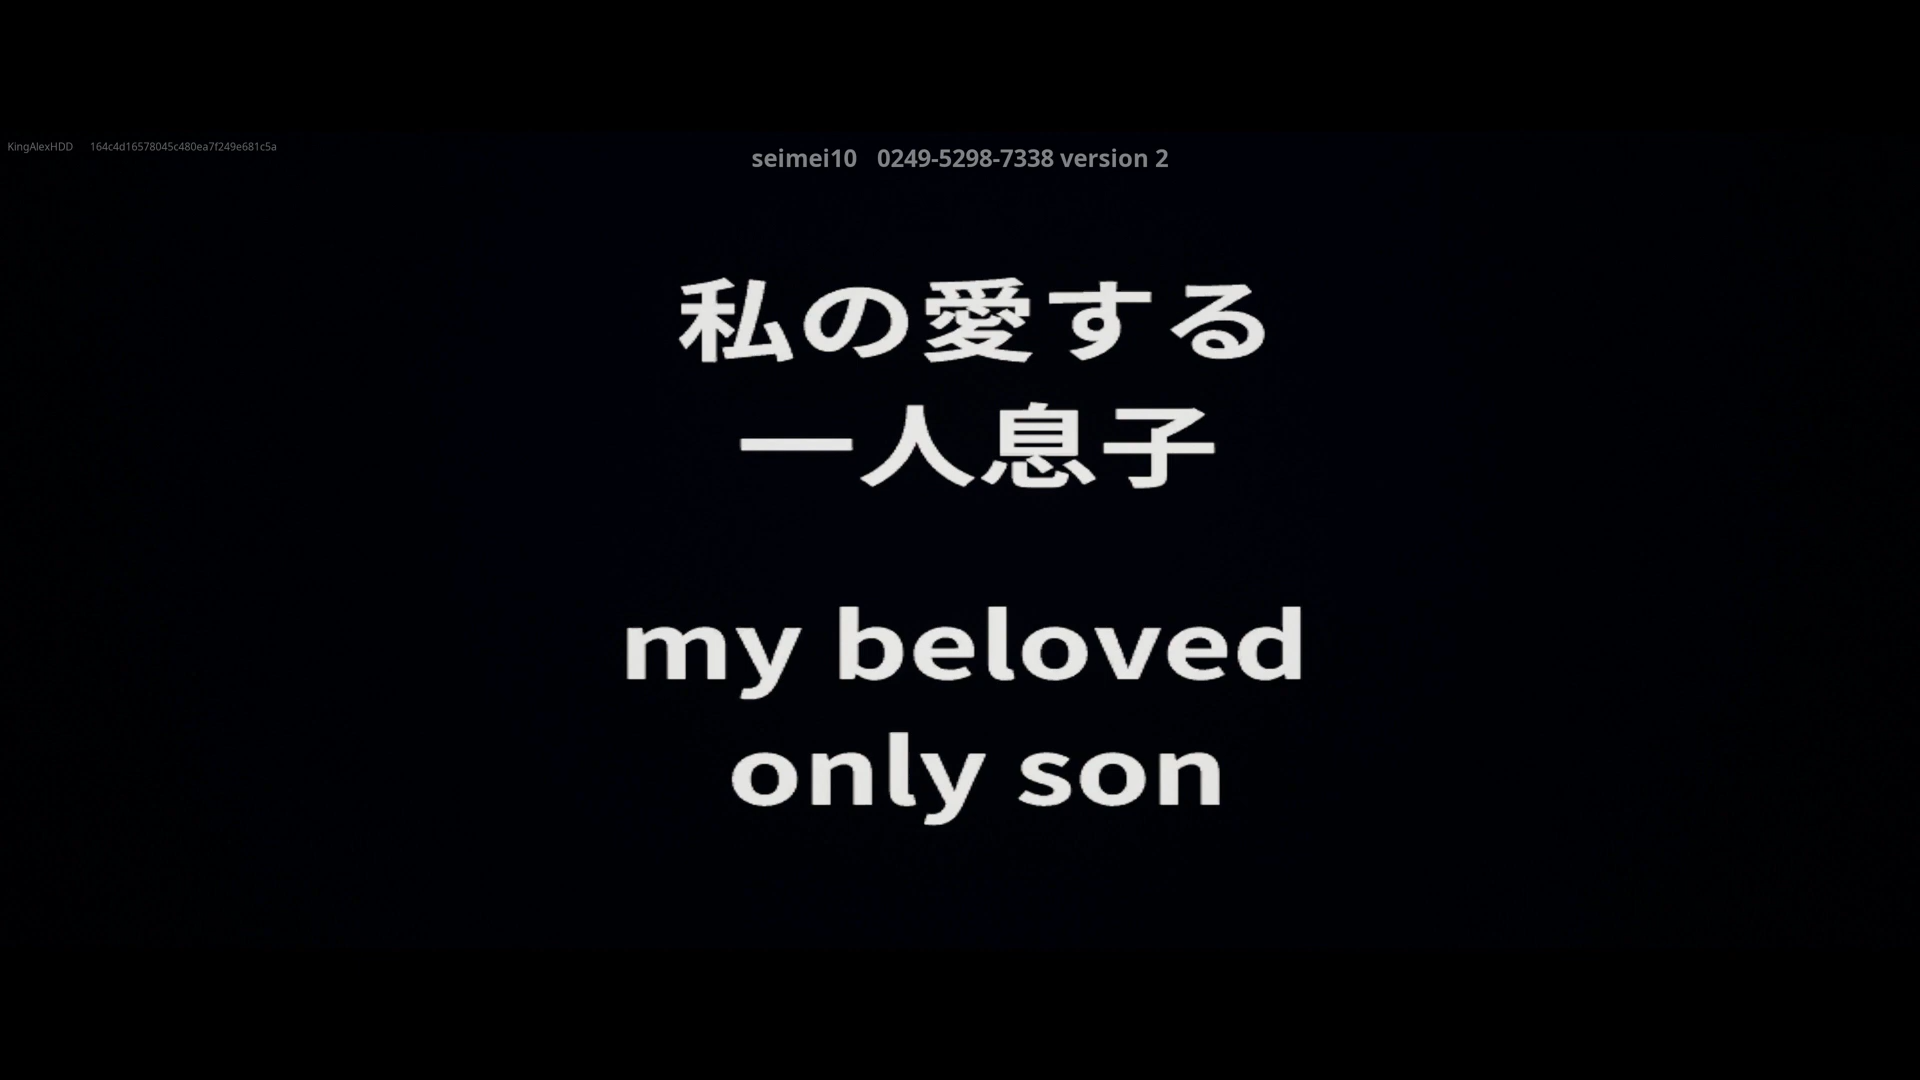 KingAlexHDD 164c4d16578045c480ea7f249e681c5a
seimei10 0249-5298-7338 version 2
私の愛する
一人息子
my beloved
only son